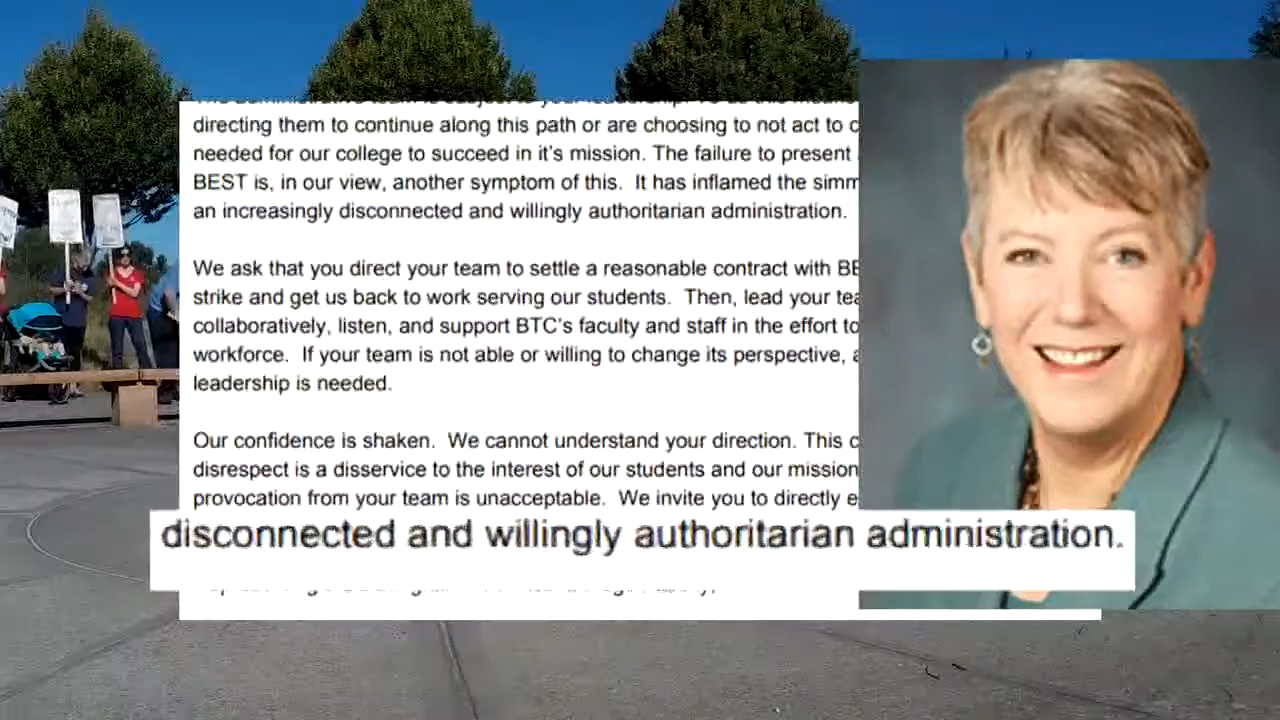 directing them to continue along this path or are choosing to not act to
needed for our college to succeed in it's mission. The failure to present
BEST is, in our view, another symptom of this. It has inflamed the
an increasingly disconnected and willingly authoritarian administration.
We ask that you direct your team to settle a reasonable contract with
strike and get us back to work serving our students. Then, lead your
collaboratively, listen, and support BTC's faculty and staff in the effort to
workforce. If your team is not able or willing to change its perspective,
leadership is needed.
Our confidence is shaken. We cannot understand your direction. This
disrespect is a disservice to the interest of our students and our mission
provocation from your team is unacceptable. We invite you to directly
disconnected and willingly authoritarian administration.